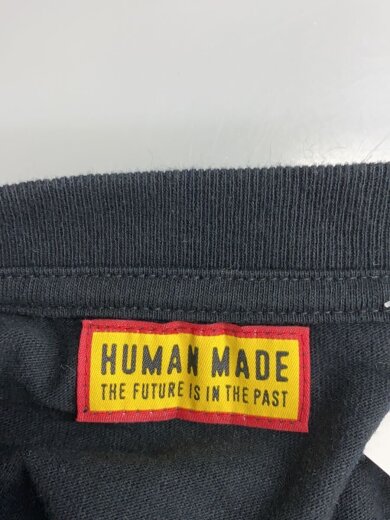 HUMAN MADE
THE FUTURE IS IN THE PAST